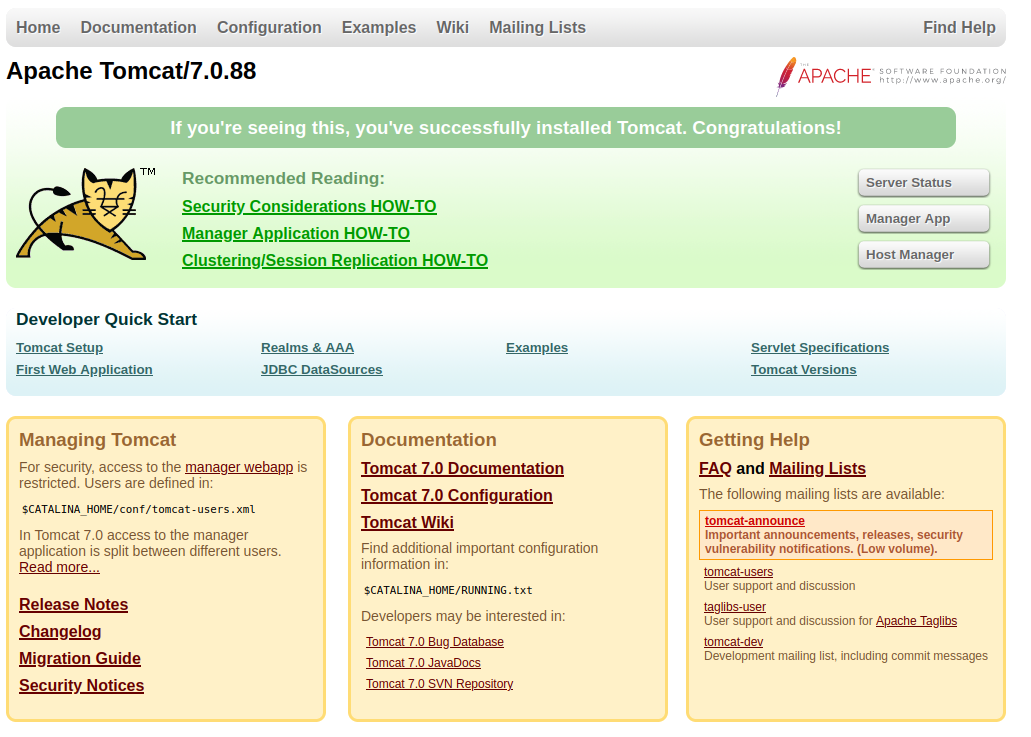 Home Documentation Configuration Examples Wiki Mailing Lists Find Help
Apache Tomcat/7.0.88
THE APACHE® SOFTWARE FOUNDATION
http://www.apache.org/
If you're seeing this, you've successfully installed Tomcat. Congratulations!
TM
Recommended Reading:
Security Considerations HOW-TO
Manager Application HOW-TO
Clustering/Session Replication HOW-TO
Server Status
Manager App
Host Manager
Developer Quick Start
Tomcat Setup
First Web Application
Realms & AAA
JDBC DataSources
Examples
Servlet Specifications
Tomcat Versions
Managing Tomcat
For security, access to the manager webapp is
restricted. Users are defined in:
$CATALINA_HOME/conf/tomcat-users.xml
In Tomcat 7.0 access to the manager
application is split between different users.
Read more...
Release Notes
Changelog
Migration Guide
Security Notices
Documentation
Tomcat 7.0 Documentation
Tomcat 7.0 Configuration
Tomcat Wiki
Find additional important configuration
information in:
$CATALINA_HOME/RUNNING.txt
Developers may be interested in:
Tomcat 7.0 Bug Database
Tomcat 7.0 JavaDocs
Tomcat 7.0 SVN Repository
Getting Help
FAQ and Mailing Lists
The following mailing lists are available:
tomcat-announce
Important announcements, releases, security
vulnerability notifications. (Low volume).
tomcat-users
User support and discussion
taglibs-user
User support and discussion for Apache Taglibs
tomcat-dev
Development mailing list, including commit messages